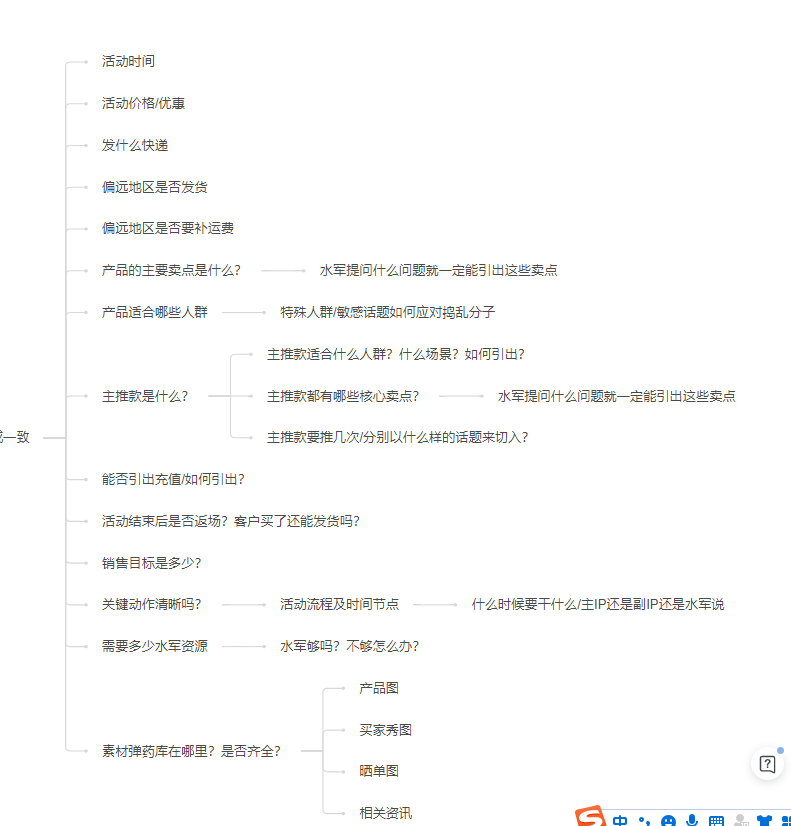 活动时间
活动价格/优惠
发什么快递
偏远地区是否发货
偏远地区是否要补运费
产品的主要卖点是什么？ 水军提问什么问题就一定能引出这些卖点
产品适合哪些人群 特殊人群/敏感话题如何应对捣乱分子
主推款适合什么人群？什么场景？如何引出？
主推款是什么？ 主推款都有哪些核心卖点？ 水军提问什么问题就一定能引出这些卖点
一致
主推款要推几次/分别以什么样的话题来切入？
能否引出充值/如何引出？
活动结束后是否返场？客户买了还能发货吗？
销售目标是多少？
关键动作清晰吗？ 活动流程及时间节点 什么时候要干什么/主IP还是副IP还是水军说
需要多少水军资源 水军够吗？不够怎么办？
产品图
买家秀图
素材弹药库在哪里？是否齐全？
晒单图
相关资讯
中